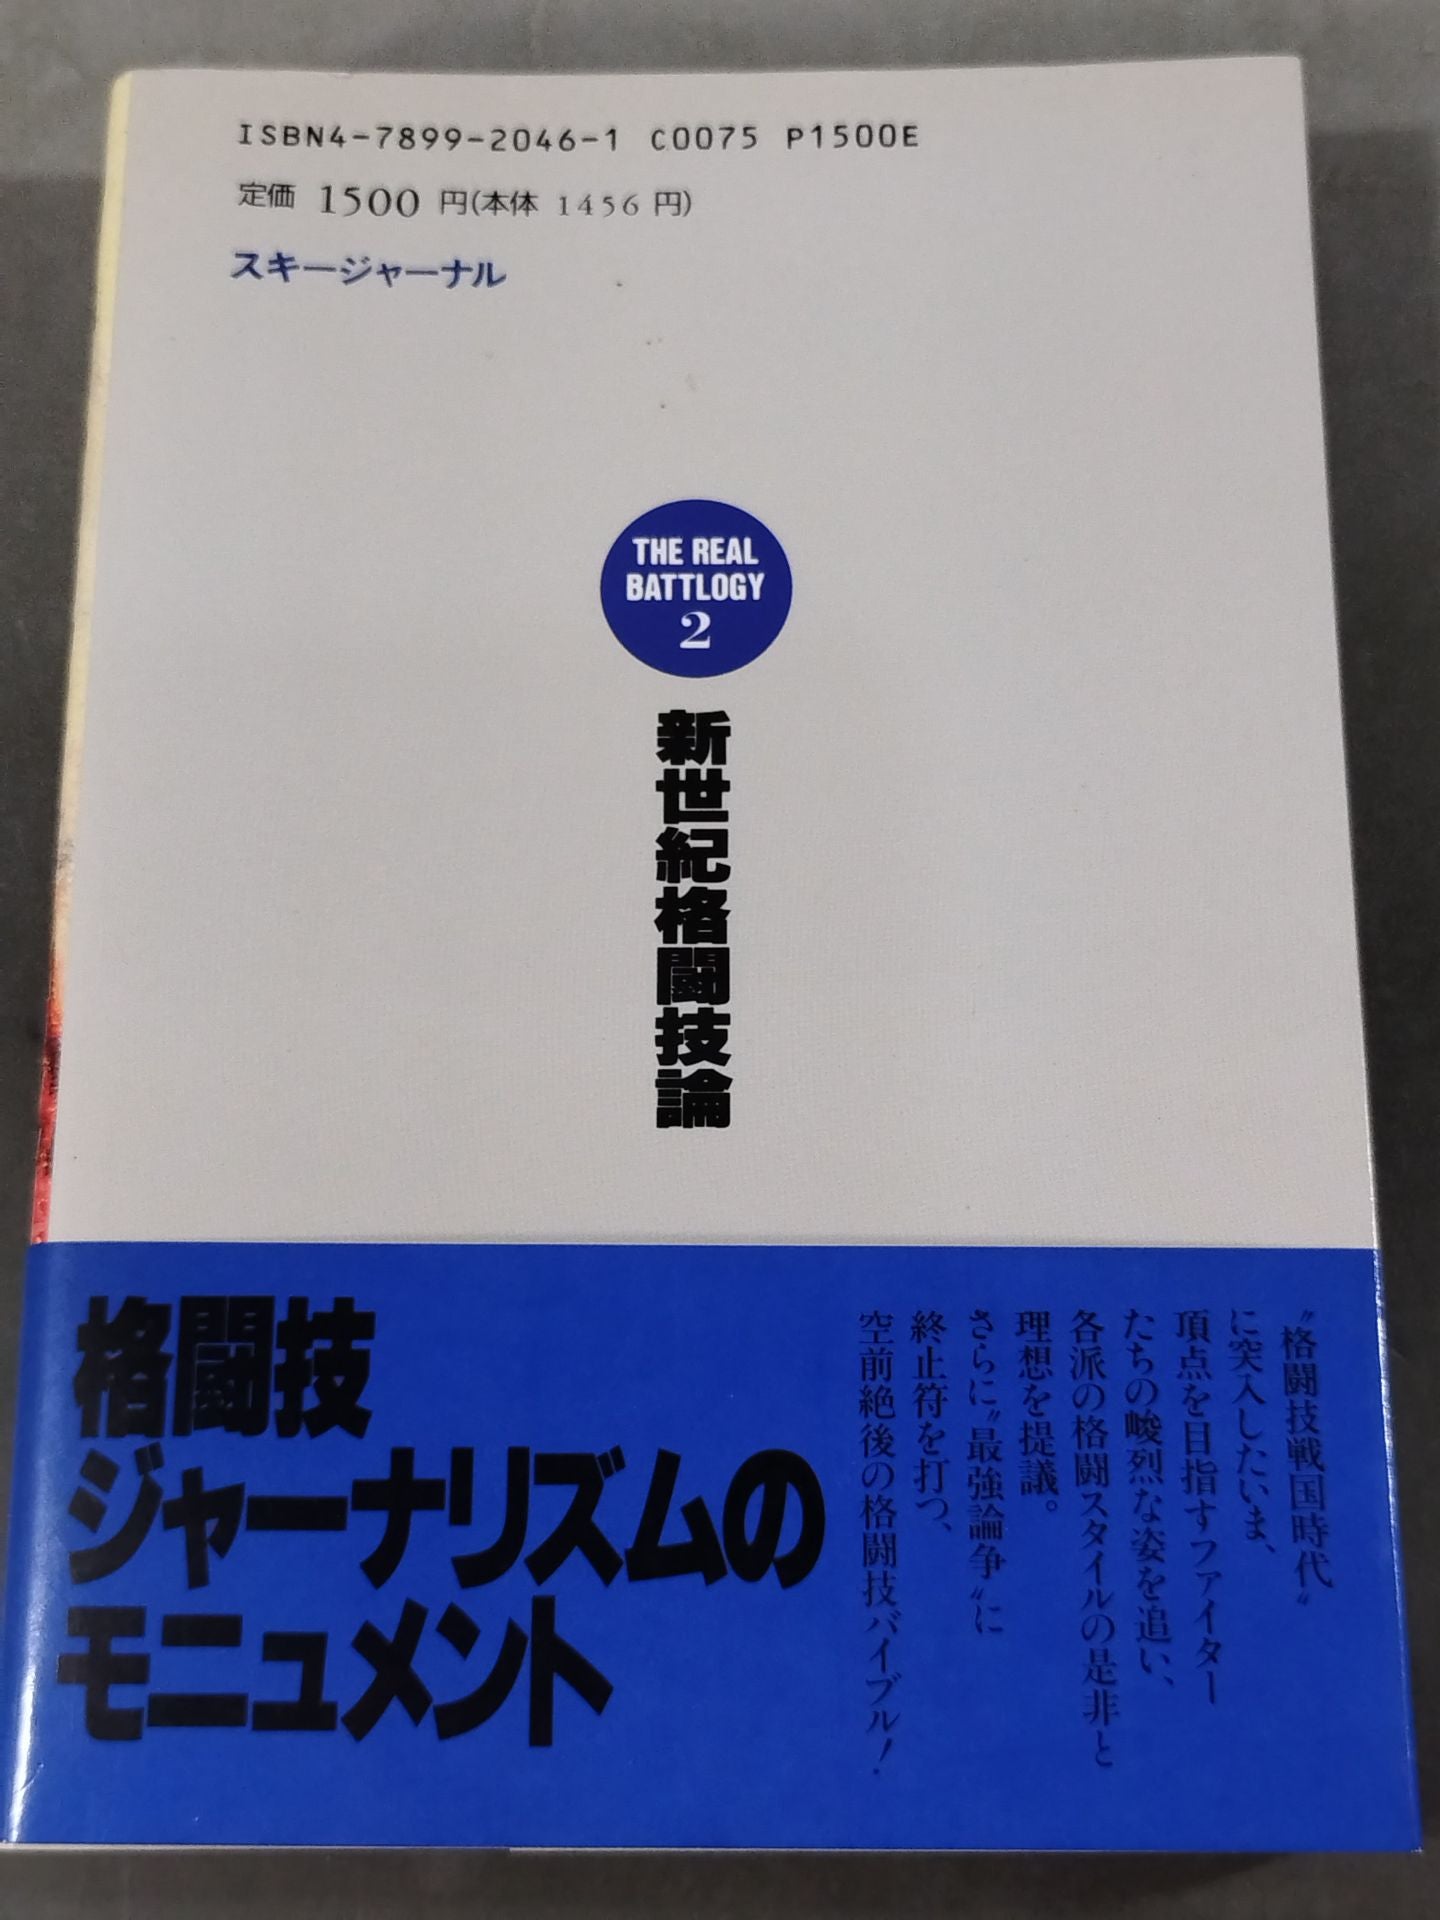 ISBN4-7899-2046-1 C0075 P1500E
定価 1500 円(本体 1456 円)
スキージャーナル
THE REAL
BATTLOGY
2
新世紀格闘技論
格闘技
ジャーナリズムの
モニュメント
〝格闘技戦国時代〟
に突入したいま、
頂点を目指すファイター
たちの峻烈な姿を追い、
各派の格闘スタイルの是非と
理想を提議。
さらに〝最強論争〟に
終止符を打つ、
空前絶後の格闘技バイブル!